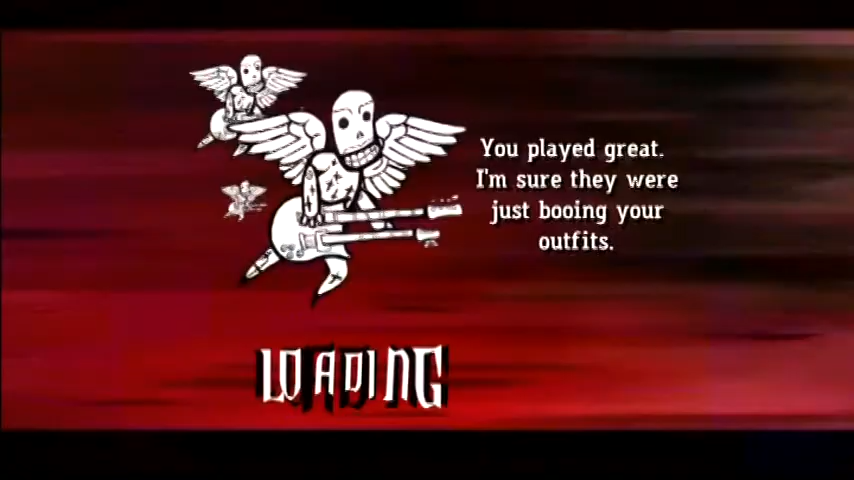 You played great.
I'm sure they were
just booing your
outfits.
LOADING